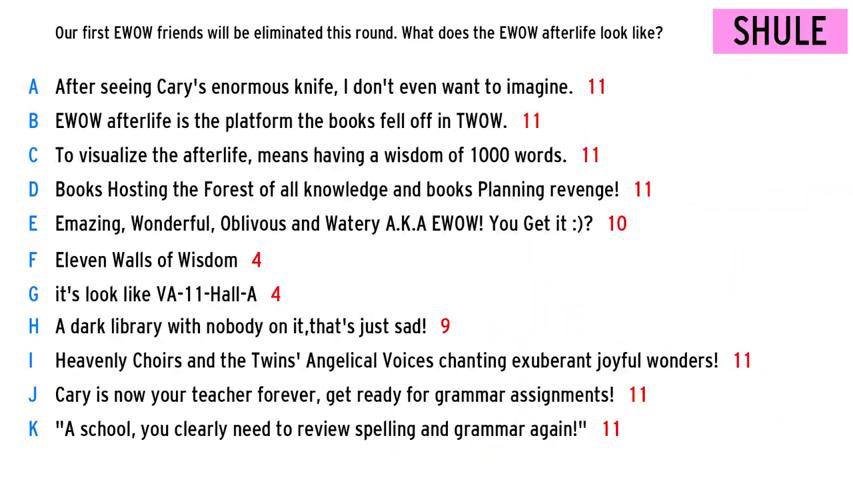 Our first EWOW friends will be eliminated this round. What does the EWOW afterlife look like?
SHULE
A After seeing Cary's enormous knife, I don't even want to imagine. 11
B EWOW afterlife is the platform the books fell off in TWOW. 11
C To visualize the afterlife, means having a wisdom of 1000 words. 11
D Books Hosting the Forest of all knowledge and books Planning revenge! 11
E Emazing, Wonderful, Oblivous and Watery A.K.A EWOW! You Get it :)? 10
F Eleven Walls of Wisdom 4
G it's look like VA-11-Hall-A 4
H A dark library with nobody on it,that's just sad! 9
I Heavenly Choirs and the Twins' Angelical Voices chanting exuberant joyful wonders! 11
J Cary is now your teacher forever, get ready for grammar assignments! 11
K "A school, you clearly need to review spelling and grammar again!" 11